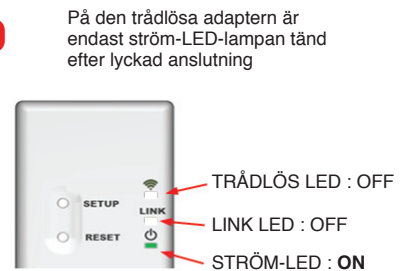 På den trådlösa adaptern är
endast ström-LED-lampan tänd
efter lyckad anslutning
TRÅDLÖS LED : OFF
SETUP
LINK
LINK LED : OFF
RESET
STRÖM-LED : ON